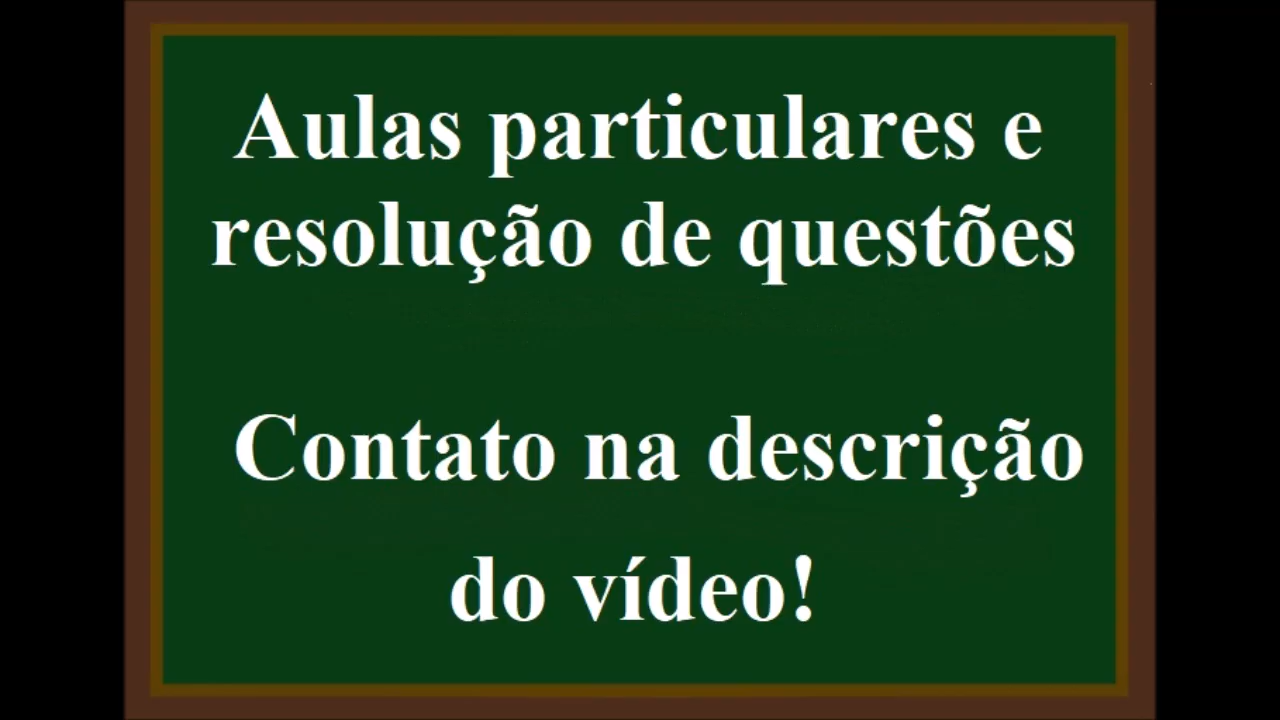 Aulas particulares e
resolução de questões
Contato na descrição
do vídeo!